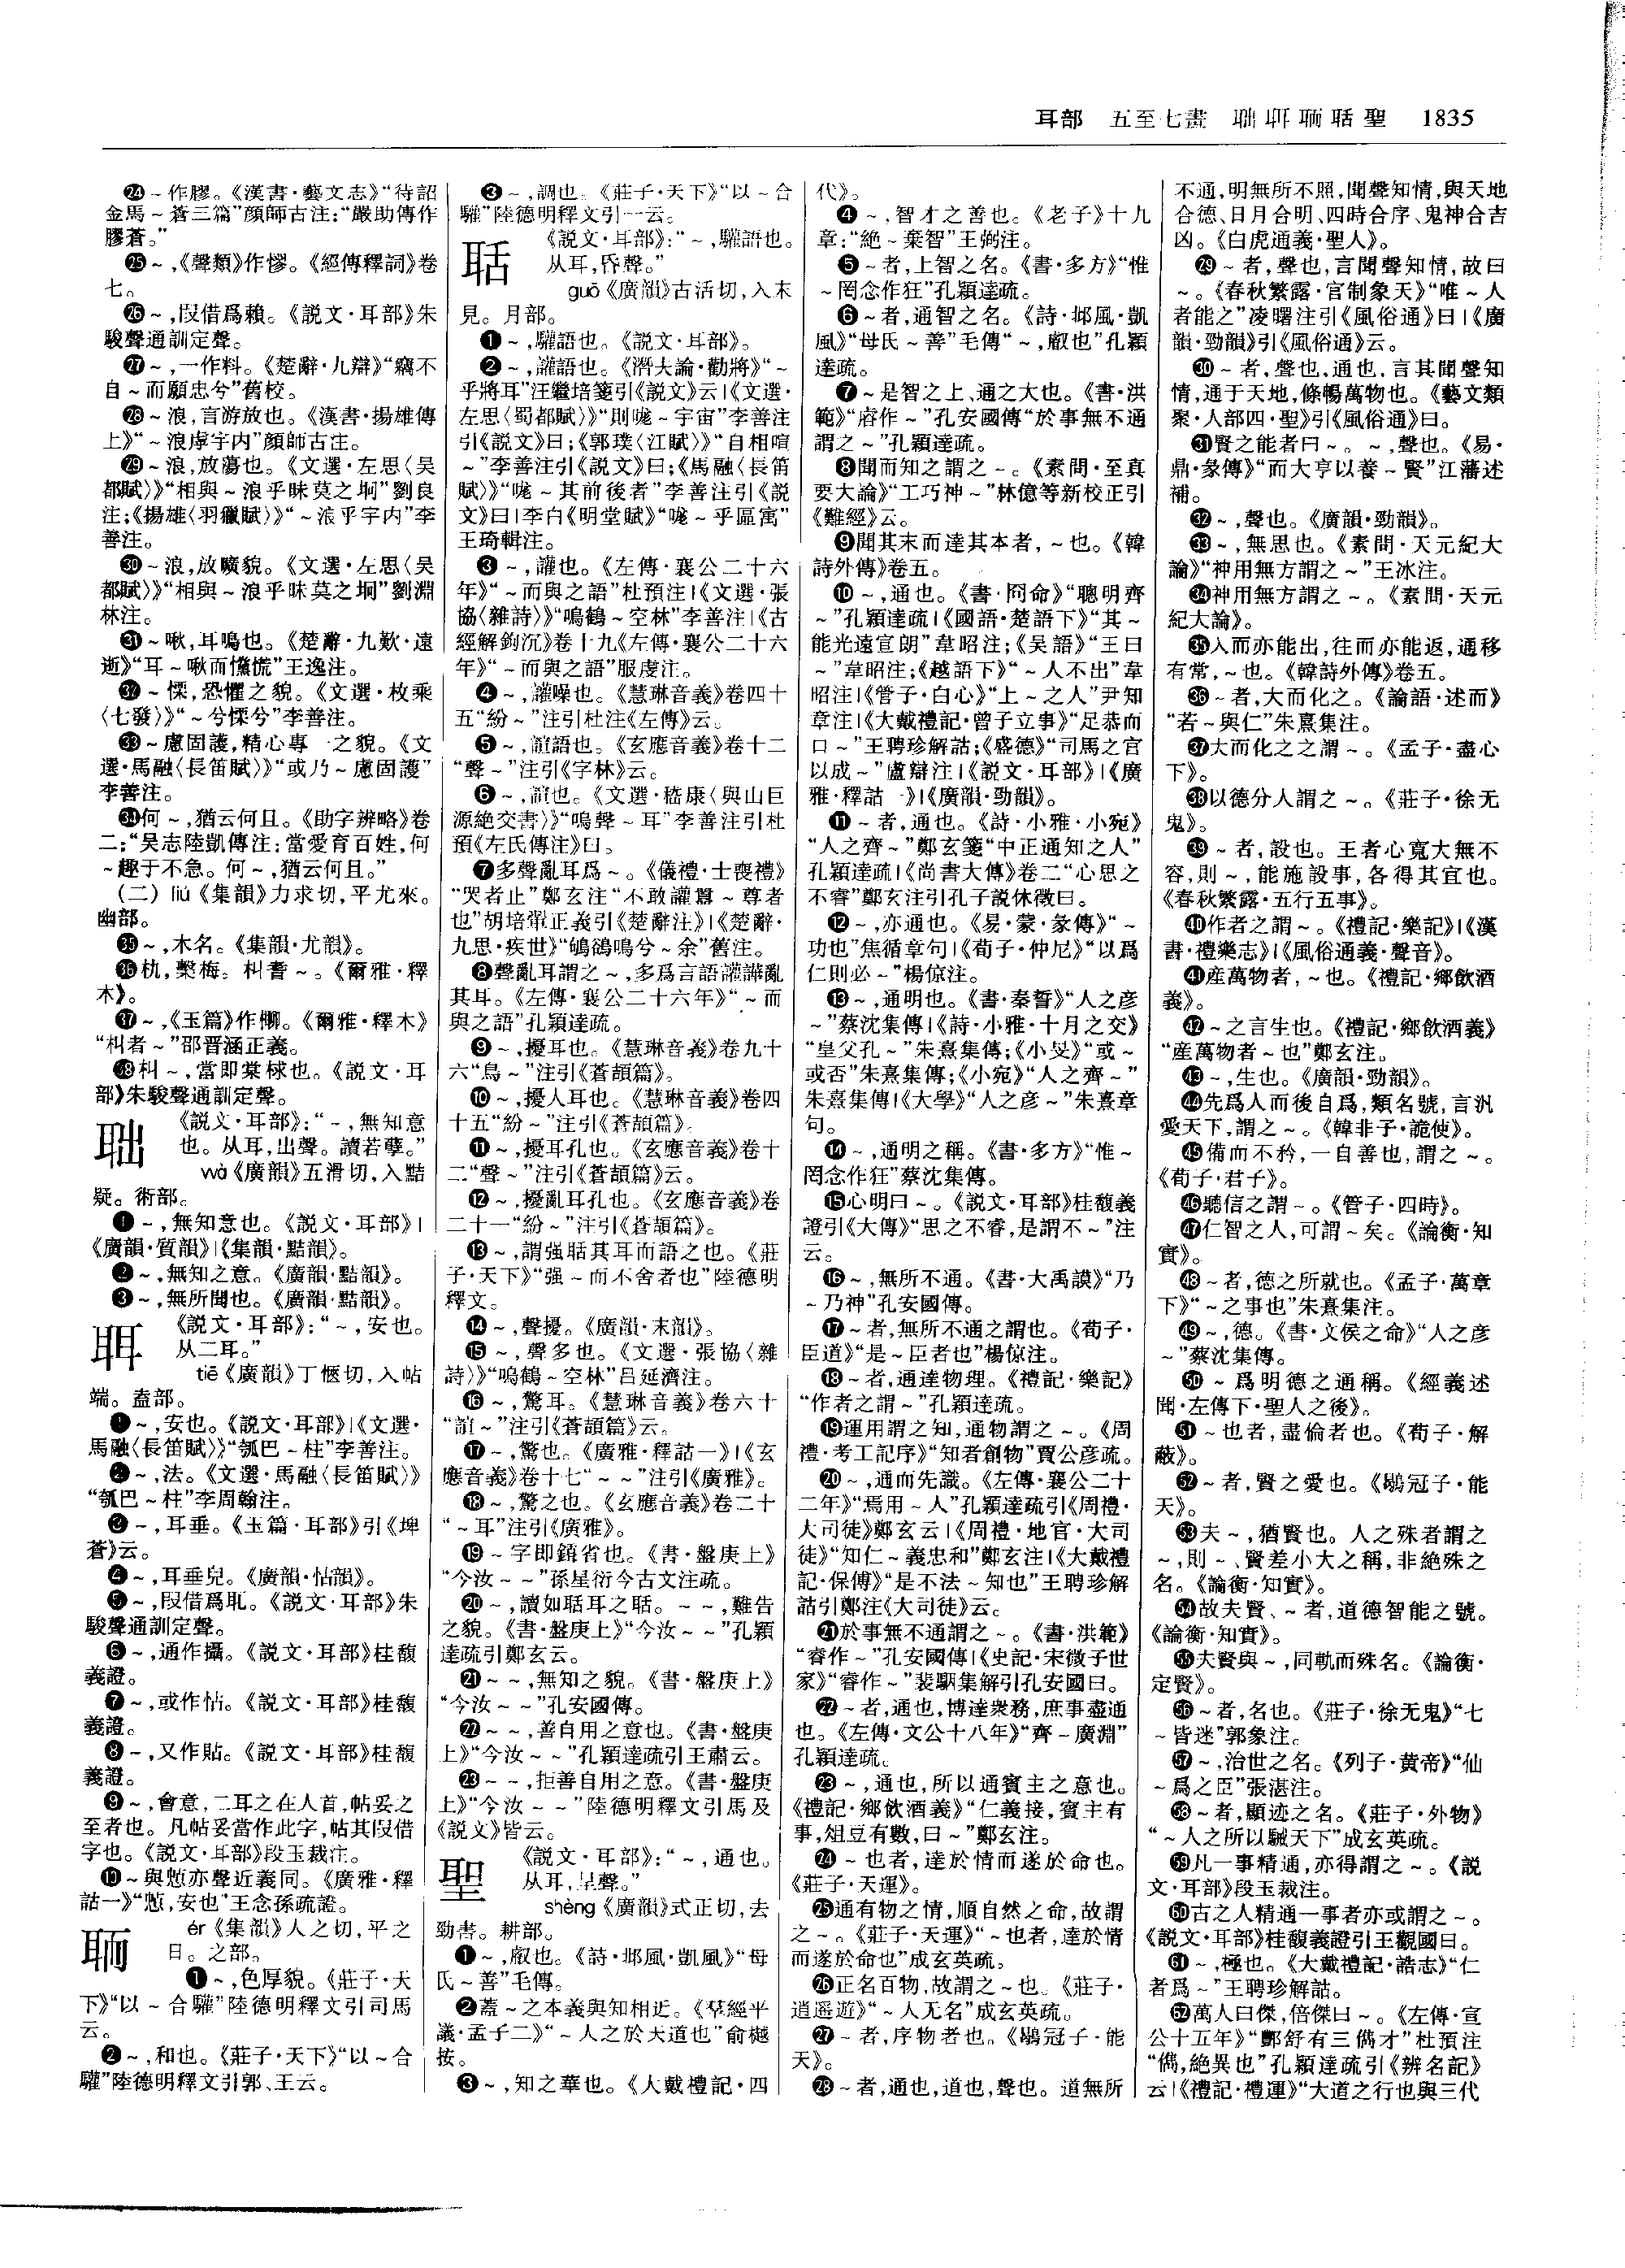 耳部　五至七畫　聉 聑 聏 聒 聖　1835
㉔～作膠。《漢書·藝文志》“待詔
金馬～蒼三篇”顔師古注：“嚴助傳作
膠蒼。”
㉕～，《聲類》作憀。《經傳釋詞》卷
七。
㉖～，叚借爲賴。《説文·耳部》朱
駿聲通訓定聲。
㉗～，一作料。《楚辭·九辯》“竊不
自～而願忠兮”舊校。
㉘～浪，言游放也。《漢書·揚雄傳
上》“～浪虖宇内”顔師古注。
㉙～浪，放蕩也。《文選·左思〈吴
都賦〉》“相與～浪乎昧莫之坰”劉良
注；《揚雄〈羽獵賦〉》“～浪乎宇内”李
善注。
㉚～浪，放曠貌。《文選·左思〈吴
都賦〉》“相與～浪乎昧莫之坰”劉淵
林注。
㉛～啾，耳鳴也。《楚辭·九歎·遠
逝》“耳～啾而戃慌”王逸注。
㉜～慄，恐懼之貌。《文選·枚乘
〈七發〉》“～兮慄兮”李善注。
㉝～慮固護，精心專一之貌。《文
選·馬融〈長笛賦〉》“或乃～慮固護”
李善注。
㉞何～，猶云何且。《助字辨略》卷
二：“吴志陸凱傳注：當愛育百姓，何
～趣于不急。何～，猶云何且。”
（二）liú《集韻》力求切，平尤來。
幽部。
㉟～，木名。《集韻·尤韻》。
㊱杭，檕梅。朻者～。《爾雅·釋
木》。
㊲～，《玉篇》作樛。《爾雅·釋木》
“朻者～”邵晋涵正義。
㊳朻～，當即棠梂也。《説文·耳
部》朱駿聲通訓定聲。
聉
《説文·耳部》：“～，無知意
也。从耳，出聲。讀若孽。”
wà《廣韻》五滑切，入黠
疑。術部。
❶～，無知意也。《説文·耳部》|
《廣韻·質韻》|《集韻·黠韻》。
❷～，無知之意。《廣韻·黠韻》。
❸～，無所聞也。《廣韻·黠韻》。
聑
《説文·耳部》：“～，安也。
从二耳。”
tiē《廣韻》丁愜切，入帖
端。盍部。
❶～，安也。《説文·耳部》|《文選·
馬融〈長笛賦〉》“瓠巴～柱”李善注。
❷～，法。《文選·馬融〈長笛賦〉》
“瓠巴～柱”李周翰注。
❸～，耳垂。《玉篇·耳部》引《埤
蒼》云。
❹～，耳垂皃。《廣韻·怗韻》。
❺～，叚借爲耴。《説文·耳部》朱
駿聲通訓定聲。
❻～，通作攝。《説文·耳部》桂馥
義證。
❼～，或作怗。《説文·耳部》桂馥
義證。
❽～，又作貼。《説文·耳部》桂馥
義證。
❾～，會意，二耳之在人首，帖妥之
至者也。凡帖妥當作此字，帖其叚借
字也。《説文·耳部》段玉裁注。
❿～與惵亦聲近義同。《廣雅·釋
詁一》“惵，安也”王念孫疏證。
聏
ér《集韻》人之切，平之
日。之部。
❶～，色厚貌。《莊子·天
下》“以～合驩”陸德明釋文引司馬
云。
❷～，和也。《莊子·天下》“以～合
驩”陸德明釋文引郭、王云。
❸～，調也。《莊子·天下》“以～合
驩”陸德明釋文引一云。
聒
《説文·耳部》：“～，驩語也。
从耳，𠯑聲。”
guō《廣韻》古活切，入末
見。月部。
❶～，驩語也。《説文·耳部》。
❷～，讙語也。《潛夫論·勸將》“～
乎將耳”汪繼培箋引《説文》云|《文選·
左思〈蜀都賦〉》“則咙～宇宙”李善注
引《説文》曰；《郭璞〈江賦〉》“自相喧
～”李善注引《説文》曰；《馬融〈長笛
賦〉》“咙～其前後者”李善注引《説
文》曰|李白《明堂賦》“咙～乎區寓”
王琦輯注。
❸～，讙也。《左傳·襄公二十六
年》“～而與之語”杜預注|《文選·張
協〈雜詩〉》“鳴鶴～空林”李善注|《古
經解鉤沉》卷十九《左傳·襄公二十六
年》“～而與之語”服虔注。
❹～，讙噪也。《慧琳音義》卷四十
五“紛～”注引杜注《左傳》云。
❺～，諠語也。《玄應音義》卷十二
“聲～”注引《字林》云。
❻～，諠也。《文選·嵇康〈與山巨
源絶交書〉》“鳴聲～耳”李善注引杜
預《左氏傳注》曰。
❼多聲亂耳爲～。《儀禮·士喪禮》
“哭者止”鄭玄注“不敢讙嚣～尊者
也”胡培翬正義引《楚辭注》|《楚辭·
九思·疾世》“鴝鵒鳴兮～余”舊注。
❽聲亂耳謂之～，多爲言語讙譁亂
其耳。《左傳·襄公二十六年》“～而
與之語”孔穎達疏。
❾～，擾耳也。《慧琳音義》卷九十
六“鳥～”注引《蒼頡篇》。
❿～，擾人耳也。《慧琳音義》卷四
十五“紛～”注引《蒼頡篇》。
⓫～，擾耳孔也。《玄應音義》卷十
二“聲～”注引《蒼頡篇》云。
⓬～，擾亂耳孔也。《玄應音義》卷
二十一“紛～”注引《蒼頡篇》。
⓭～，謂強聒其耳而語之也。《莊
子·天下》“强～而不舍者也”陸德明
釋文。
⓮～，聲擾。《廣韻·末韻》。
⓯～，聲多也。《文選·張協〈雜
詩〉》“鳴鶴～空林”吕延濟注。
⓰～，驚耳。《慧琳音義》卷六十
“諠～”注引《蒼頡篇》云。
⓱～，驚也。《廣雅·釋詁一》|《玄
應音義》卷十七“～～”注引《廣雅》。
⓲～，驚之也。《玄應音義》卷二十
“～耳”注引《廣雅》。
⓳～字即銛省也。《書·盤庚上》
“今汝～～”孫星衍今古文注疏。
⓴～，讀如聒耳之聒。～～，難告
之貌。《書·盤庚上》“今汝～～”孔穎
達疏引鄭玄云。
㉑～～，無知之貌。《書·盤庚上》
“今汝～～”孔安國傳。
㉒～～，善自用之意也。《書·盤庚
上》“今汝～～”孔穎達疏引王肅云。
㉓～～，拒善自用之意。《書·盤庚
上》“今汝～～”陸德明釋文引馬及
《説文》皆云。
聖
《説文·耳部》：“～，通也。
从耳，呈聲。”
shèng《廣韻》式正切，去
勁書。耕部。
❶～，叡也。《詩·邶風·凱風》“母
氏～善”毛傳。
❷蓋～之本義與知相近。《羣經平
議·孟子二》“～人之於天道也”俞樾
按。
❸～，知之華也。《大戴禮記·四
代》。
❹～，智才之善也。《老子》十九
章：“絶～棄智”王弼注。
❺～者，上智之名。《書·多方》“惟
～罔念作狂”孔穎達疏。
❻～者，通智之名。《詩·邶風·凱
風》“母氏～善”毛傳“～，叡也”孔穎
達疏。
❼～是智之上、通之大也。《書·洪
範》“睿作～”孔安國傳“於事無不通
謂之～”孔穎達疏。
❽聞而知之謂之～。《素問·至真
要大論》“工巧神～”林億等新校正引
《難經》云。
❾聞其末而達其本者，～也。《韓
詩外傳》卷五。
❿～，通也。《書·冏命》“聰明齊
～”孔穎達疏|《國語·楚語下》“其～
能光遠宣朗”韋昭注；《吴語》“王曰
～”韋昭注；《越語下》“～人不出”韋
昭注|《管子·白心》“上～之人”尹知
章注|《大戴禮記·曾子立事》“足恭而
口～”王聘珍解詁；《盛德》“司馬之官
以成～”盧辯注|《説文·耳部》|《廣
雅·釋詁一》|《廣韻·勁韻》。
⓫～者，通也。《詩·小雅·小宛》
“人之齊～”鄭玄箋“中正通知之人”
孔穎達疏|《尚書大傳》卷二“心思之
不睿”鄭玄注引孔子説休徵曰。
⓬～，亦通也。《易·蒙·彖傳》“～
功也”焦循章句|《荀子·仲尼》“以爲
仁則必～”楊倞注。
⓭～，通明也。《書·秦誓》“人之彦
～”蔡沈集傳|《詩·小雅·十月之交》
“皇父孔～”朱熹集傳；《小旻》“或～
或否”朱熹集傳；《小宛》“人之齊～”
朱熹集傳|《大學》“人之彦～”朱熹章
句。
⓮～，通明之稱。《書·多方》“惟～
罔念作狂”蔡沈集傳。
⓯心明曰～。《説文·耳部》桂馥義
證引《大傳》“思之不睿，是謂不～”注
云。
⓰～，無所不通。《書·大禹謨》“乃
～乃神”孔安國傳。
⓱～者，無所不通之謂也。《荀子·
臣道》“是～臣者也”楊倞注。
⓲～者，通達物理。《禮記·樂記》
“作者之謂～”孔穎達疏。
⓳運用謂之知，通物謂之～。《周
禮·考工記序》“知者創物”賈公彦疏。
⓴～，通而先識。《左傳·襄公二十
二年》“焉用～人”孔穎達疏引《周禮·
大司徒》鄭玄云|《周禮·地官·大司
徒》“知仁～義忠和”鄭玄注|《大戴禮
記·保傅》“是不法～知也”王聘珍解
詁引鄭注《大司徒》云。
㉑於事無不通謂之～。《書·洪範》
“睿作～”孔安國傳|《史記·宋微子世
家》“睿作～”裴駰集解引孔安國曰。
㉒～者，通也，博達衆務，庶事盡通
也。《左傳·文公十八年》“齊～廣淵”
孔穎達疏。
㉓～，通也，所以通賓主之意也。
《禮記·鄉飲酒義》“仁義接，賓主有
事，俎豆有數，曰～”鄭玄注。
㉔～也者，達於情而遂於命也。
《莊子·天運》。
㉕通有物之情，順自然之命，故謂
之～。《莊子·天運》“～也者，達於情
而遂於命也”成玄英疏。
㉖正名百物，故謂之～也。《莊子·
逍遥遊》“～人无名”成玄英疏。
㉗～者，序物者也。《鶡冠子·能
天》。
㉘～者，通也，道也，聲也。道無所
不通，明無所不照，聞聲知情，與天地
合德、日月合明、四時合序、鬼神合吉
凶。《白虎通義·聖人》。
㉙～者，聲也，言聞聲知情，故曰
～。《春秋繁露·官制象天》“唯～人
者能之”凌曙注引《風俗通》曰|《廣
韻·勁韻》引《風俗通》云。
㉚～者，聲也，通也，言其聞聲知
情，通于天地，條暢萬物也。《藝文類
聚·人部四·聖》引《風俗通》曰。
㉛賢之能者曰～。～，聲也。《易·
鼎·彖傳》“而大亨以養～賢”江藩述
補。
㉜～，聲也。《廣韻·勁韻》。
㉝～，無思也。《素問·天元紀大
論》“神用無方謂之～”王冰注。
㉞神用無方謂之～。《素問·天元
紀大論》。
㉟入而亦能出，往而亦能返，通移
有常，～也。《韓詩外傳》卷五。
㊱～者，大而化之。《論語·述而》
“若～與仁”朱熹集注。
㊲大而化之之謂～。《孟子·盡心
下》。
㊳以德分人謂之～。《莊子·徐无
鬼》。
㊴～者，設也。王者心寬大無不
容，則～，能施設事，各得其宜也。
《春秋繁露·五行五事》。
㊵作者之謂～。《禮記·樂記》|《漢
書·禮樂志》|《風俗通義·聲音》。
㊶産萬物者，～也。《禮記·鄉飲酒
義》。
㊷～之言生也。《禮記·鄉飲酒義》
“産萬物者～也”鄭玄注。
㊸～，生也。《廣韻·勁韻》。
㊹先爲人而後自爲，類名號，言汎
愛天下，謂之～。《韓非子·詭使》。
㊺備而不矜，一自善也，謂之～。
《荀子·君子》。
㊻聽信之謂～。《管子·四時》。
㊼仁智之人，可謂～矣。《論衡·知
實》。
㊽～者，德之所就也。《孟子·萬章
下》“～之事也”朱熹集注。
㊾～，德。《書·文侯之命》“人之彦
～”蔡沈集傳。
㊿～爲明德之通稱。《經義述
聞·左傳下·聖人之後》。
51～也者，盡倫者也。《荀子·解
蔽》。
52～者，賢之愛也。《鶡冠子·能
天》。
53夫～，猶賢也。人之殊者謂之
～，則～、賢差小大之稱，非絶殊之
名。《論衡·知實》。
54故夫賢、～者，道德智能之號。
《論衡·知實》。
55夫賢與～，同軌而殊名。《論衡·
定賢》。
56～者，名也。《莊子·徐无鬼》“七
～皆迷”郭象注。
57～，治世之名。《列子·黄帝》“仙
～爲之臣”張湛注。
58～者，顯迹之名。《莊子·外物》
“～人之所以駴天下”成玄英疏。
59凡一事精通，亦得謂之～。《説
文·耳部》段玉裁注。
60古之人精通一事者亦或謂之～。
《説文·耳部》桂馥義證引王觀國曰。
61～，極也。《大戴禮記·誥志》“仁
者爲～”王聘珍解詁。
62萬人曰傑，倍傑曰～。《左傳·宣
公十五年》“酆舒有三儁才”杜預注
“儁，絶異也”孔穎達疏引《辨名記》
云|《禮記·禮運》“大道之行也與三代